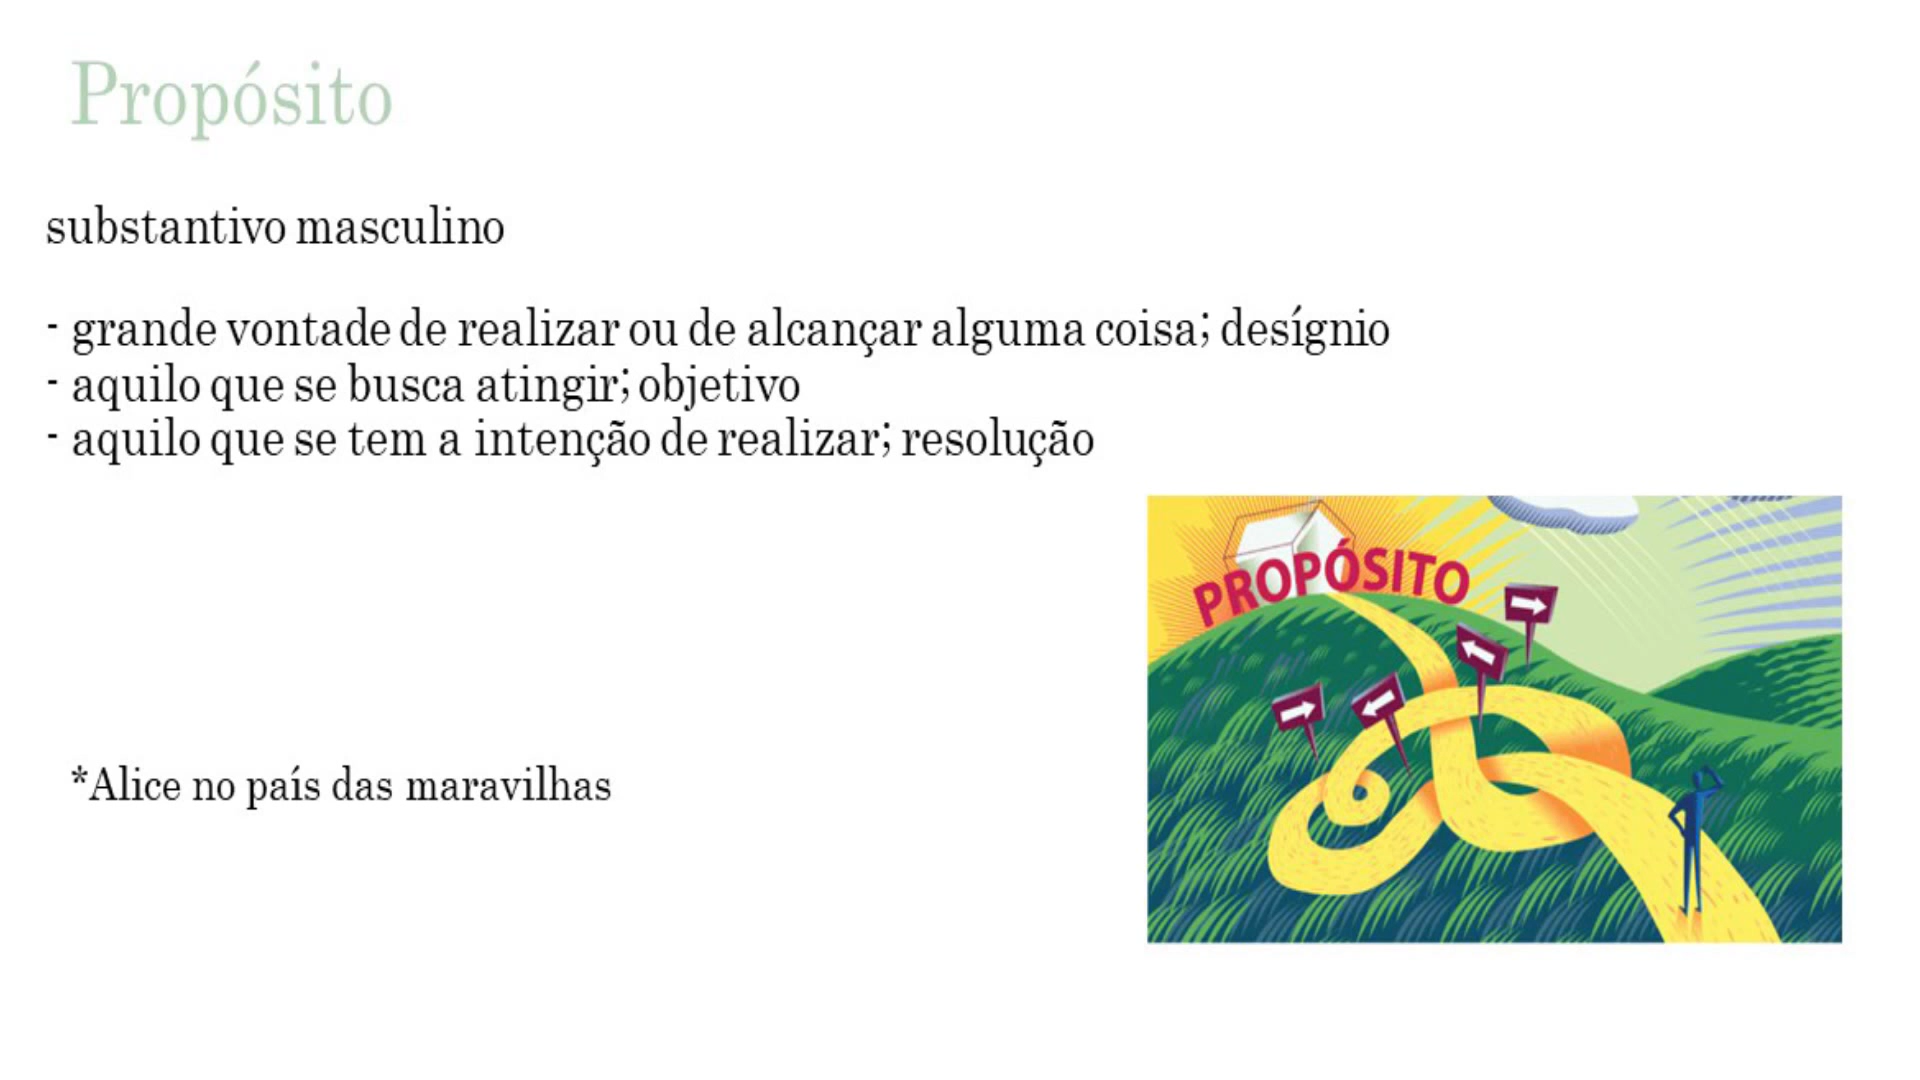 Propósito
substantivo masculino
- grande vontade de realizar ou de alcançar alguma coisa; desígnio
- aquilo que se busca atingir; objetivo
- aquilo que se tem a intenção de realizar; resolução
PROPÓSITO
*Alice no país das maravilhas